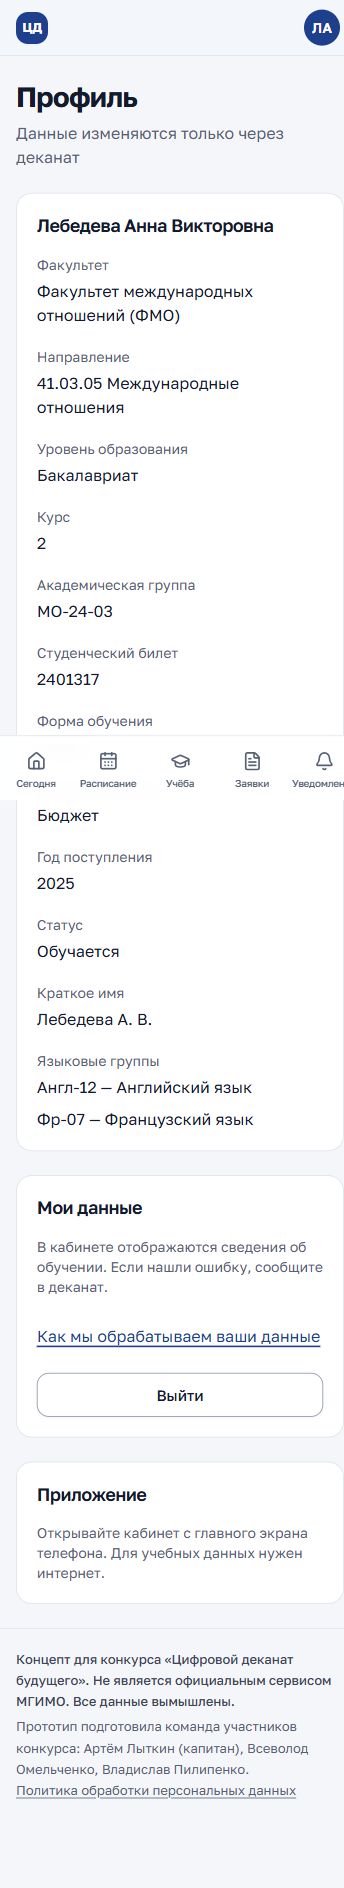 ЦД
ЛА
Профиль
Данные изменяются только через
деканат
Лебедева Анна Викторовна
Факультет
Факультет международных
отношений (ФМО)
Направление
41.03.05 Международные
отношения
Уровень образования
Бакалавриат
Курс
2
Академическая группа
МО-24-03
Студенческий билет
2401317
Форма обучения
Сегодня
Расписание
Учёба
Заявки
Уведомлен
Бюджет
Год поступления
2025
Статус
Обучается
Краткое имя
Лебедева А. В.
Языковые группы
Англ-12 — Английский язык
Фр-07 — Французский язык
Мои данные
В кабинете отображаются сведения об
обучении. Если нашли ошибку, сообщите
в деканат.
Как мы обрабатываем ваши данные
Выйти
Приложение
Открывайте кабинет с главного экрана
телефона. Для учебных данных нужен
интернет.
Концепт для конкурса «Цифровой деканат
будущего». Не является официальным сервисом
МГИМО. Все данные вымышлены.
Прототип подготовила команда участников
конкурса: Артём Лыткин (капитан), Всеволод
Омельченко, Владислав Пилипенко.
Политика обработки персональных данных